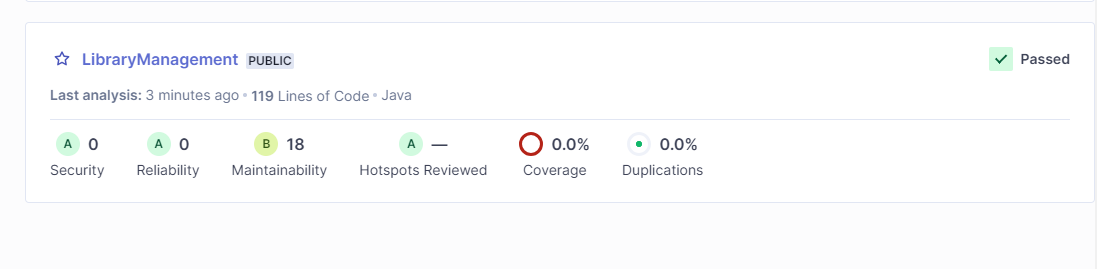 LibraryManagement PUBLIC Passed
Last analysis: 3 minutes ago • 119 Lines of Code • Java
A 0 A 0 B 18 A — 0.0% 0.0%
Security Reliability Maintainability Hotspots Reviewed Coverage Duplications